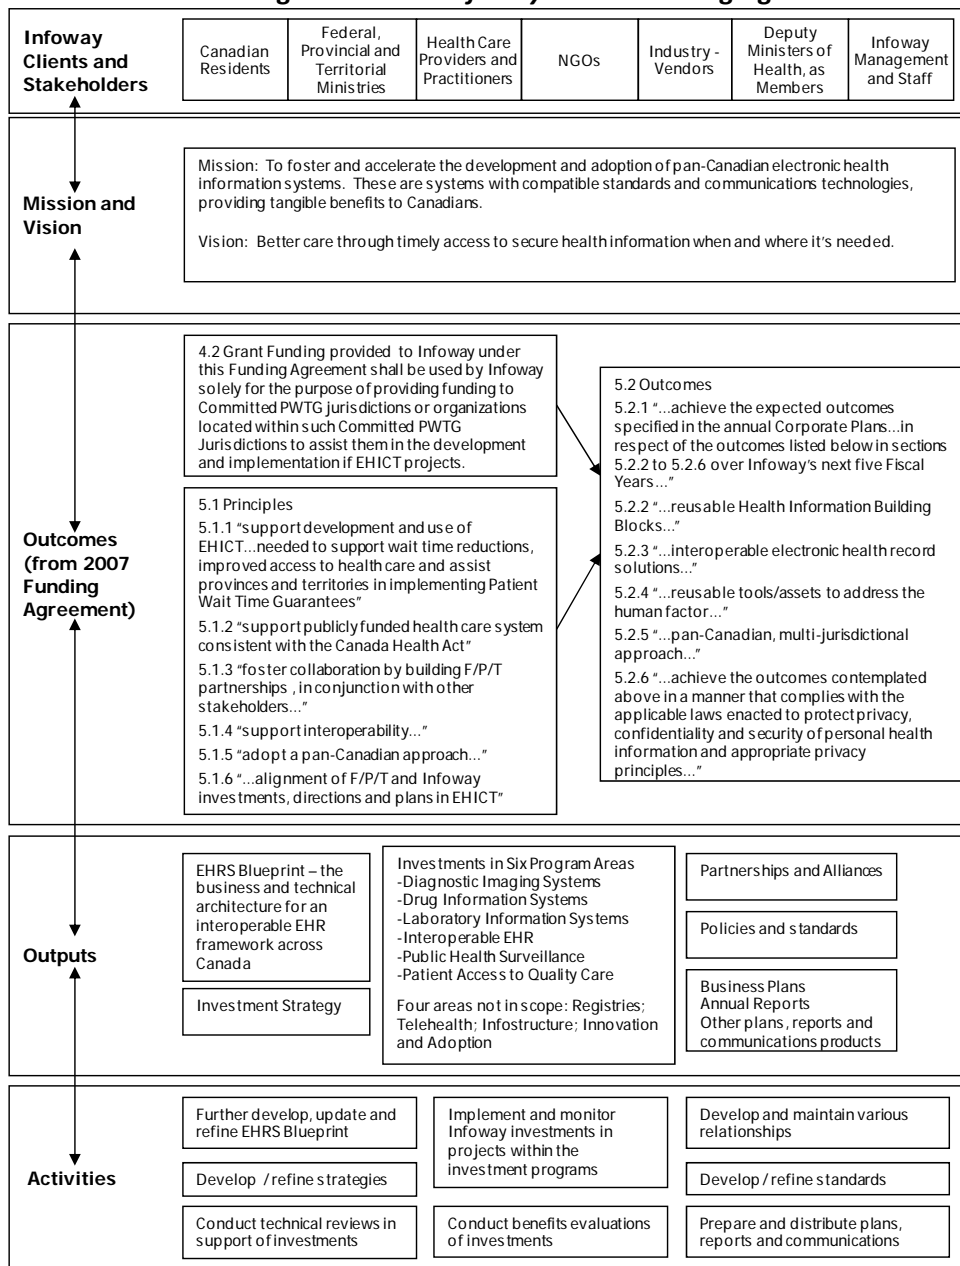 Infoway
Clients and
Stakeholders
Canadian
Residents
Federal,
Provincial and
Territorial
Ministries
Health Care
Providers and
Practitioners
NGOs
Industry -
Vendors
Deputy
Ministers of
Health, as
Members
Infoway
Management
and Staff
Mission and
Vision
Mission: To foster and accelerate the development and adoption of pan-Canadian electronic health
information systems. These are systems with compatible standards and communications technologies,
providing tangible benefits to Canadians.
Vision: Better care through timely access to secure health information when and where it's needed.
Outcomes
(from 2007
Funding
Agreement)
4.2 Grant Funding provided to Infoway under
this Funding Agreement shall be used by Infoway
solely for the purpose of providing funding to
Committed PWTG jurisdictions or organizations
located within such Committed PWTG
Jurisdictions to assist them in the development
and implementation if EHICT projects.
5.1 Principles
5.1.1 "support development and use of
EHICT...needed to support wait time reductions,
improved access to health care and assist
provinces and territories in implementing Patient
Wait Time Guarantees"
5.1.2 "support publicly funded health care system
consistent with the Canada Health Act"
5.1.3 "foster collaboration by building F/P/T
partnerships , in conjunction with other
stakeholders..."
5.1.4 "support interoperability..."
5.1.5 "adopt a pan-Canadian approach..."
5.1.6 "...alignment of F/P/T and Infoway
investments, directions and plans in EHICT"
5.2 Outcomes
5.2.1 "...achieve the expected outcomes
specified in the annual Corporate Plans...in
respect of the outcomes listed below in sections
5.2.2 to 5.2.6 over Infoway's next five Fiscal
Years..."
5.2.2 "...reusable Health Information Building
Blocks..."
5.2.3 "...interoperable electronic health record
solutions..."
5.2.4 "...reusable tools/assets to address the
human factor..."
5.2.5 "...pan-Canadian, multi-jurisdictional
approach..."
5.2.6 "...achieve the outcomes contemplated
above in a manner that complies with the
applicable laws enacted to protect privacy,
confidentiality and security of personal health
information and appropriate privacy
principles..."
Outputs
EHRS Blueprint – the
business and technical
architecture for an
interoperable EHR
framework across
Canada
Investment Strategy
Investments in Six Program Areas
-Diagnostic Imaging Systems
-Drug Information Systems
-Laboratory Information Systems
-Interoperable EHR
-Public Health Surveillance
-Patient Access to Quality Care
Four areas not in scope: Registries;
Telehealth; Infostructure; Innovation
and Adoption
Partnerships and Alliances
Policies and standards
Business Plans
Annual Reports
Other plans, reports and
communications products
Activities
Further develop, update and
refine EHRS Blueprint
Implement and monitor
Infoway investments in
projects within the
investment programs
Develop and maintain various
relationships
Develop / refine strategies
Develop / refine standards
Conduct technical reviews in
support of investments
Conduct benefits evaluations
of investments
Prepare and distribute plans,
reports and communications